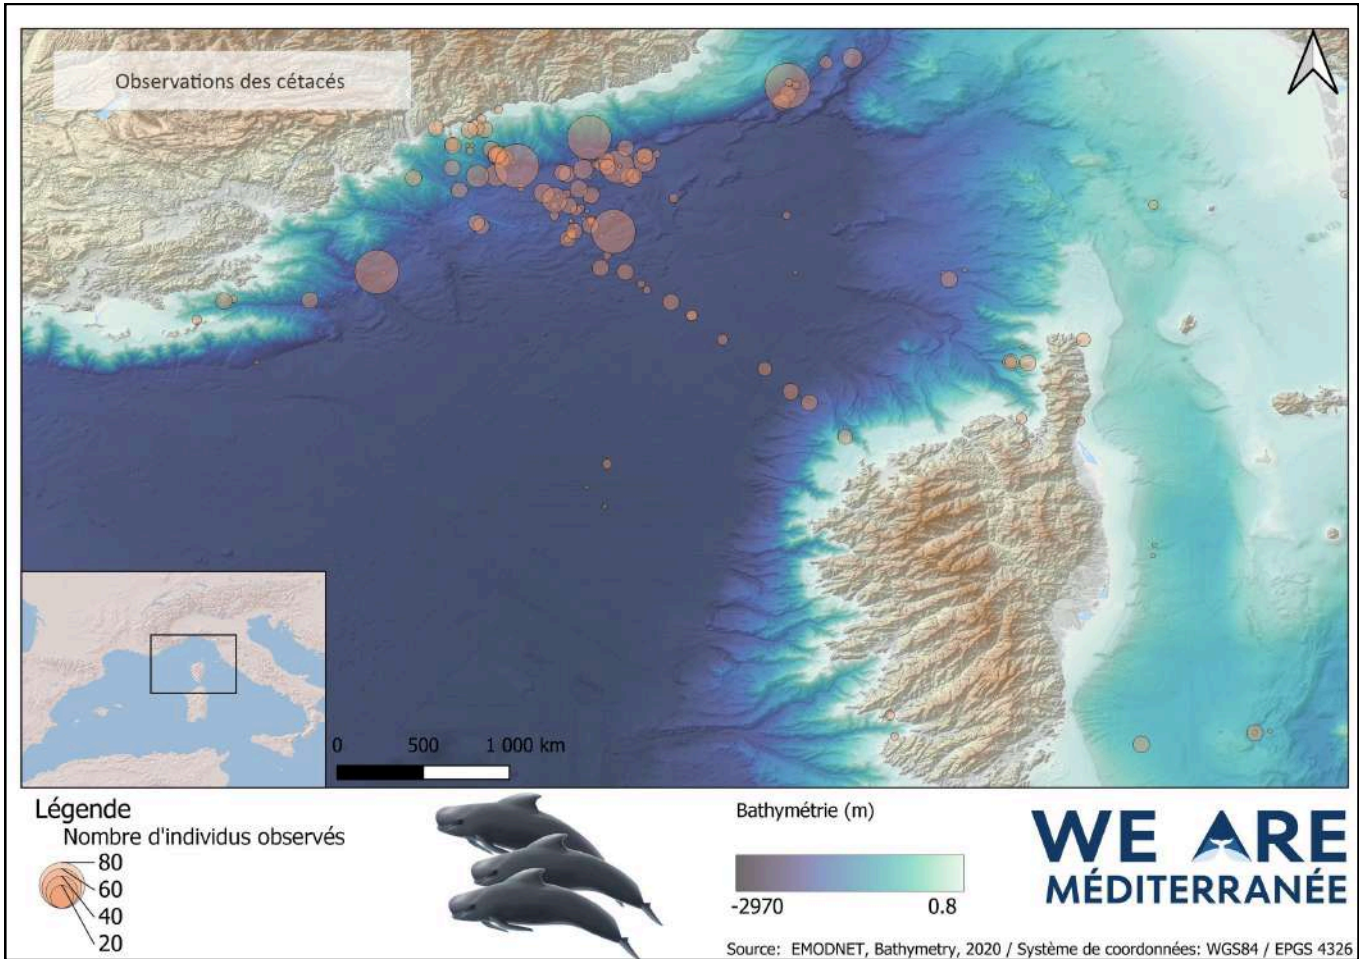 Observations des cétacés
0 500 1 000 km
Légende
Nombre d'individus observés
80
60
40
20
Bathymétrie (m)
-2970 0.8
WE ARE
MÉDITERRANÉE
Source: EMODNET, Bathymetry, 2020 / Système de coordonnées: WGS84 / EPGS 4326